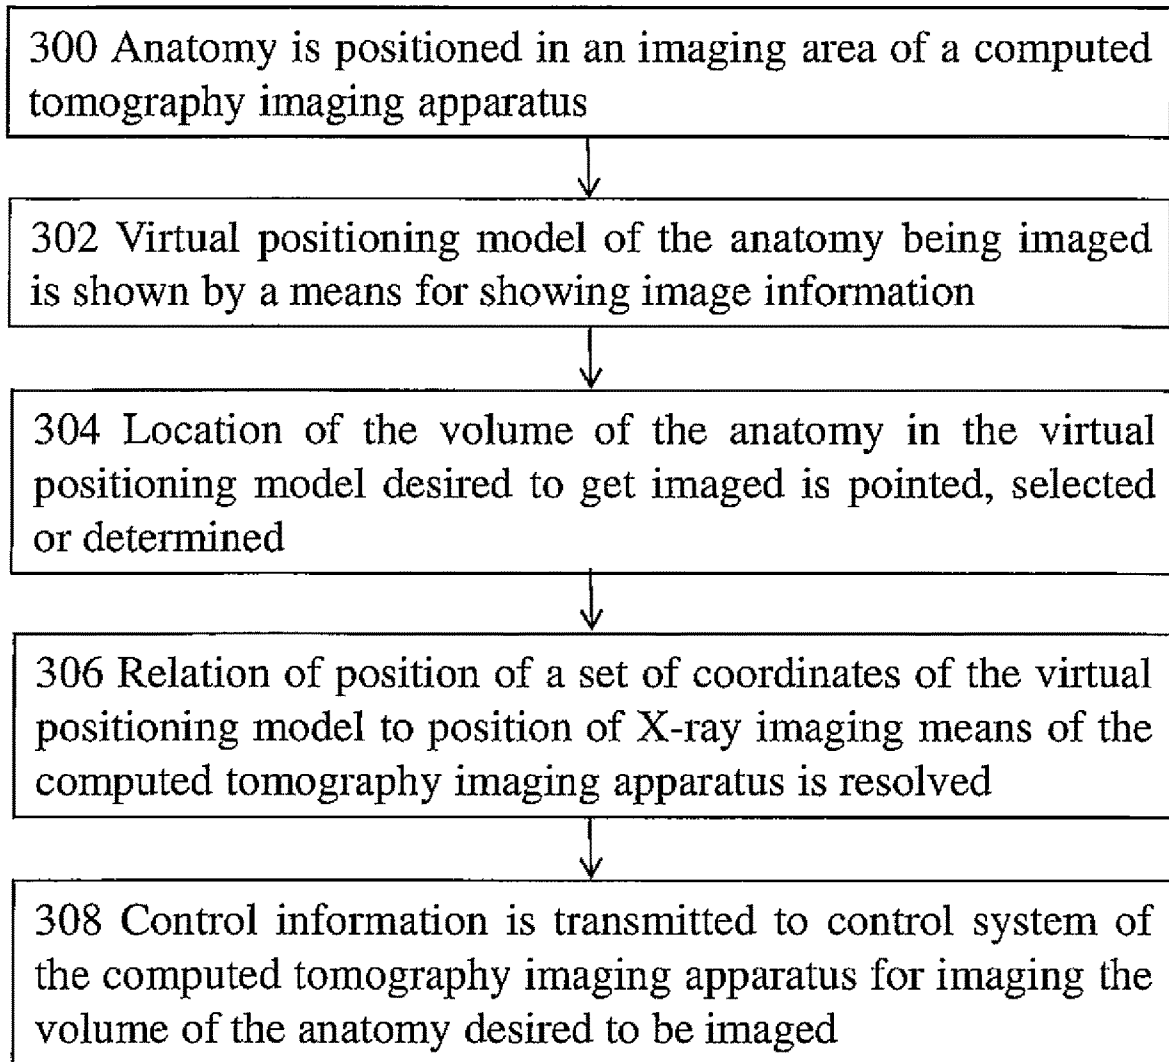 300 Anatomy is positioned in an imaging area of a computed
tomography imaging apparatus
302 Virtual positioning model of the anatomy being imaged
is shown by a means for showing image information
304 Location of the volume of the anatomy in the virtual
positioning model desired to get imaged is pointed, selected
or determined
306 Relation of position of a set of coordinates of the virtual
positioning model to position of X-ray imaging means of the
computed tomography imaging apparatus is resolved
308 Control information is transmitted to control system of
the computed tomography imaging apparatus for imaging the
volume of the anatomy desired to be imaged